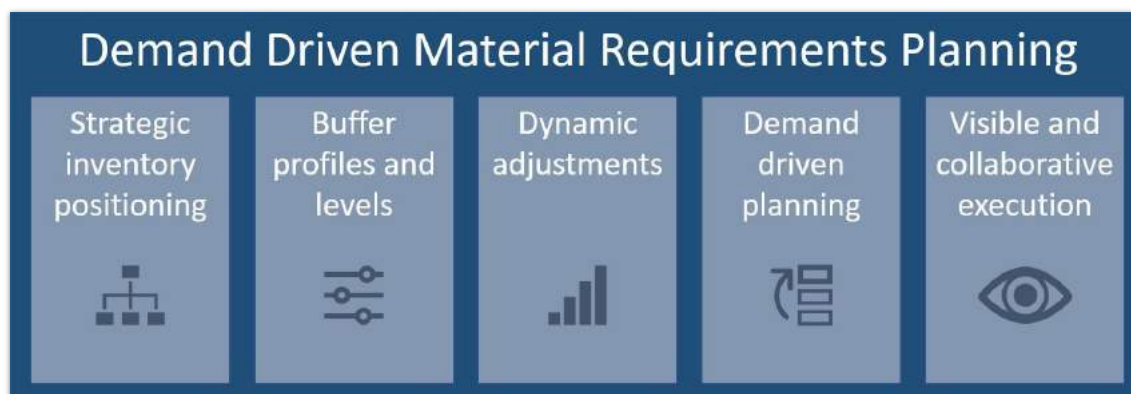 Demand Driven Material Requirements Planning
Strategic
inventory
positioning
Buffer
profiles and
levels
Dynamic
adjustments
Demand
driven
planning
Visible and
collaborative
execution